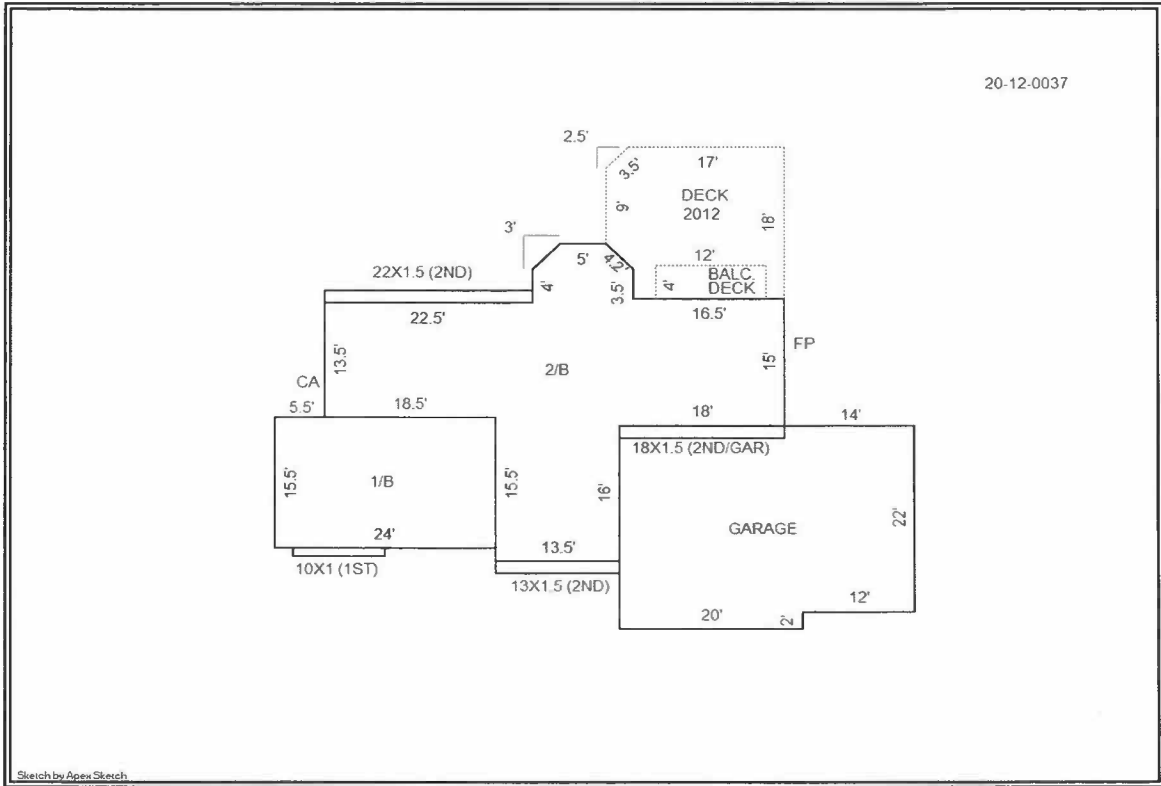 20-12-0037
2.5'
3.5'
17'
DECK
2012
9'
18'
3'
5'
4.2'
12'
22X1.5 (2ND)
BALC.
DECK
4'
4'
3.5'
22.5'
16.5'
13.5'
2/B
15'
FP
CA
5.5'
18.5'
18'
14'
18X1.5 (2ND/GAR)
15.5'
1/B
15.5'
16'
GARAGE
22'
24'
13.5'
10X1 (1ST)
13X1.5 (2ND)
20'
2'
12'
Sketch by Apex Sketch